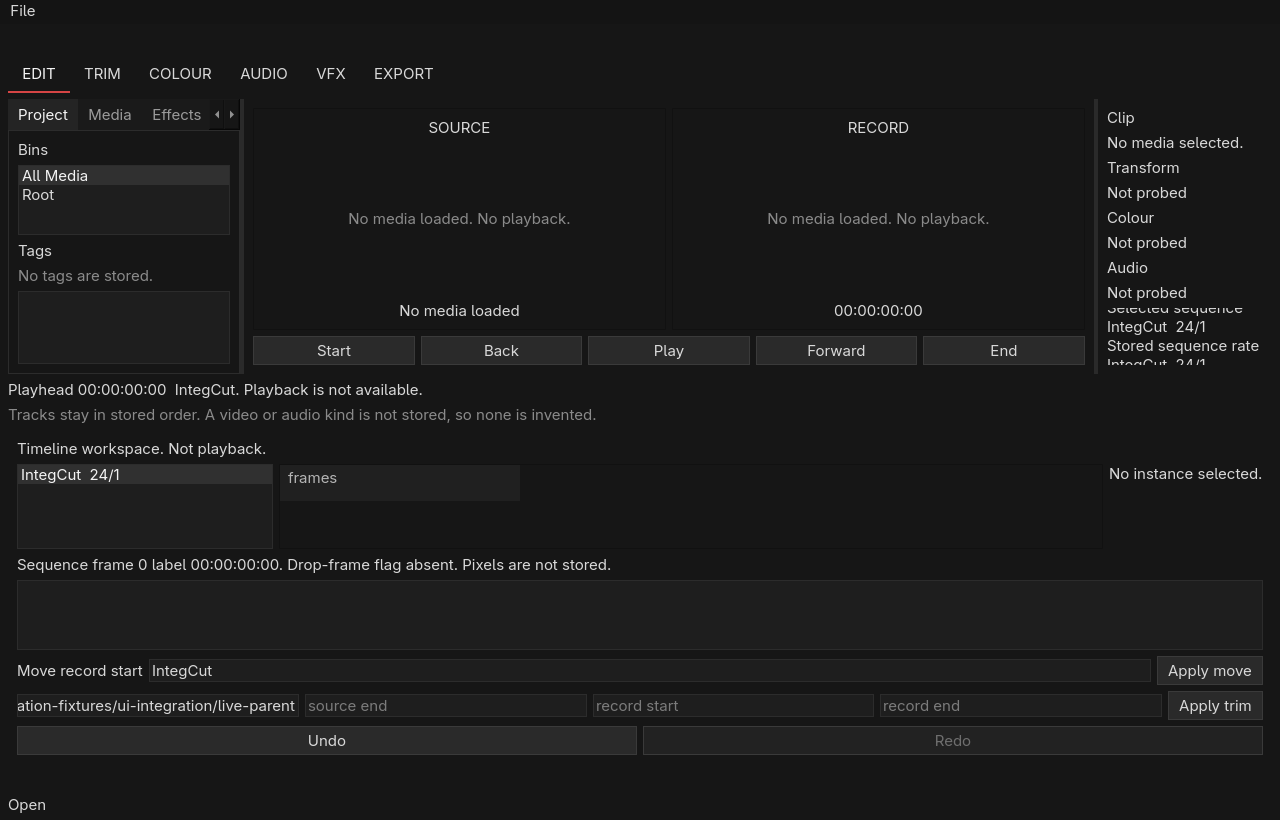 File
EDIT TRIM COLOUR AUDIO VFX EXPORT
Project Media Effects
Bins
All Media
Root
Tags
No tags are stored.
SOURCE
No media loaded. No playback.
No media loaded
RECORD
No media loaded. No playback.
00:00:00:00
Start Back Play Forward End
Clip
No media selected.
Transform
Not probed
Colour
Not probed
Audio
Not probed
Selected sequence
IntegCut 24/1
Stored sequence rate
IntegCut 24/1
Playhead 00:00:00:00 IntegCut. Playback is not available.
Tracks stay in stored order. A video or audio kind is not stored, so none is invented.
Timeline workspace. Not playback.
IntegCut 24/1
frames
No instance selected.
Sequence frame 0 label 00:00:00:00. Drop-frame flag absent. Pixels are not stored.
Move record start IntegCut Apply move
ation-fixtures/ui-integration/live-parent source end record start record end Apply trim
Undo Redo
Open